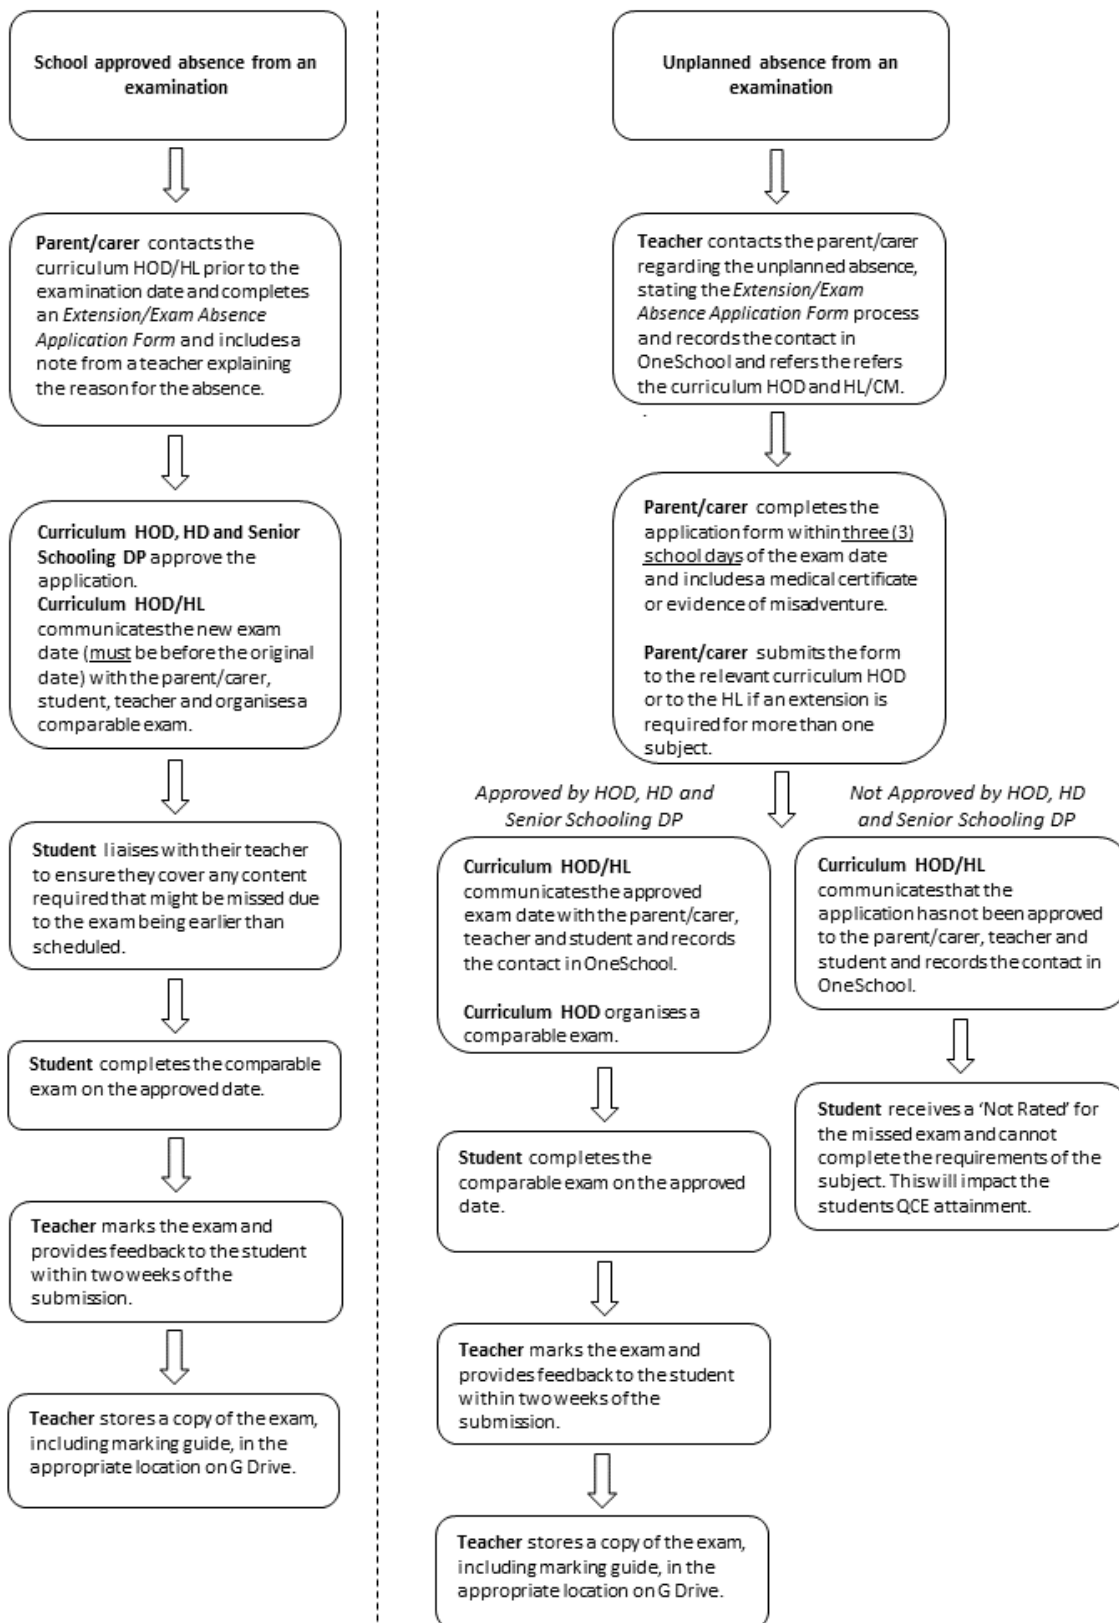 School approved absence from an
examination
Parent/carer contacts the
curriculum HOD/HL prior to the
examination date and completes
an Extension/Exam Absence
Application Form and includes a
note from a teacher explaining
the reason for the absence.
Curriculum HOD, HD and Senior
Schooling DP approve the
application.
Curriculum HOD/HL
communicates the new exam
date (must be before the original
date) with the parent/carer,
student, teacher and organises a
comparable exam.
Student liaises with their teacher
to ensure they cover any content
required that might be missed due
to the exam being earlier than
scheduled.
Student completes the comparable
exam on the approved date.
Teacher marks the exam and
provides feedback to the student
within two weeks of the
submission.
Teacher stores a copy of the exam,
including marking guide, in the
appropriate location on G Drive.
Unplanned absence from an
examination
Teacher contacts the parent/carer
regarding the unplanned absence,
stating the Extension/Exam
Absence Application Form process
and records the contact in
OneSchool and refers the refers
the curriculum HOD and HL/CM.
.
Parent/carer completes the
application form within three (3)
school days of the exam date
and includes a medical certificate
or evidence of misadventure.
Parent/carer submits the form
to the relevant curriculum HOD
or to the HL if an extension is
required for more than one
subject.
Approved by HOD, HD and
Senior Schooling DP
Curriculum HOD/HL
communicates the approved
exam date with the parent/carer,
teacher and student and records
the contact in OneSchool.
Curriculum HOD organises a
comparable exam.
Student completes the
comparable exam on the approved
date.
Teacher marks the exam and
provides feedback to the student
within two weeks of the
submission.
Teacher stores a copy of the exam,
including marking guide, in the
appropriate location on G Drive.
Not Approved by HOD, HD
and Senior Schooling DP
Curriculum HOD/HL
communicates that the
application has not been approved
to the parent/carer, teacher and
student and records the contact in
OneSchool.
Student receives a ‘Not Rated’ for
the missed exam and cannot
complete the requirements of the
subject. This will impact the
students QCE attainment.